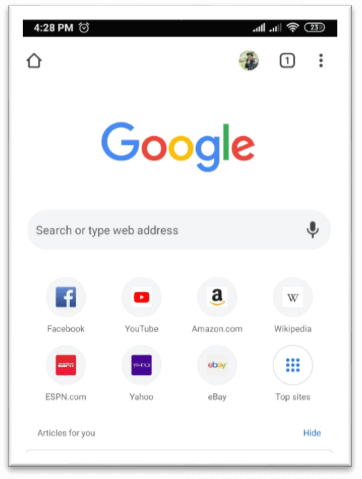 4:28 PM 23
1
Google
Search or type web address
Facebook YouTube Amazon.com Wikipedia
ESPN.com Yahoo eBay Top sites
Articles for you Hide